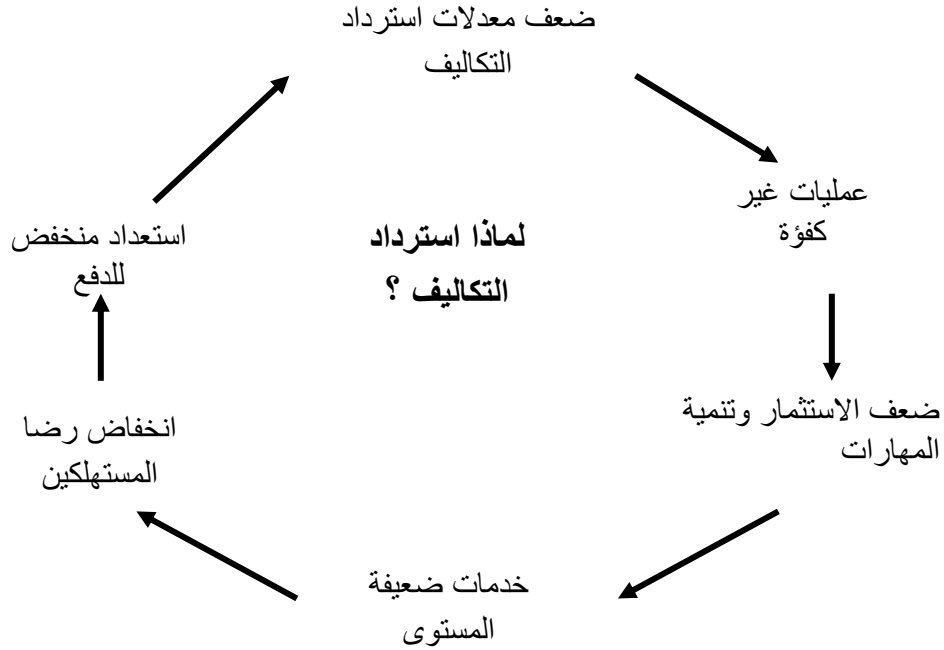 ضعف معدلات استرداد
التكاليف
عمليات غير
كفؤة
ضعف الاستثمار وتنمية
المهارات
خدمات ضعيفة
المستوى
انخفاض رضا
المستهلكين
استعداد منخفض
للدفع
لماذا استرداد
التكاليف ؟